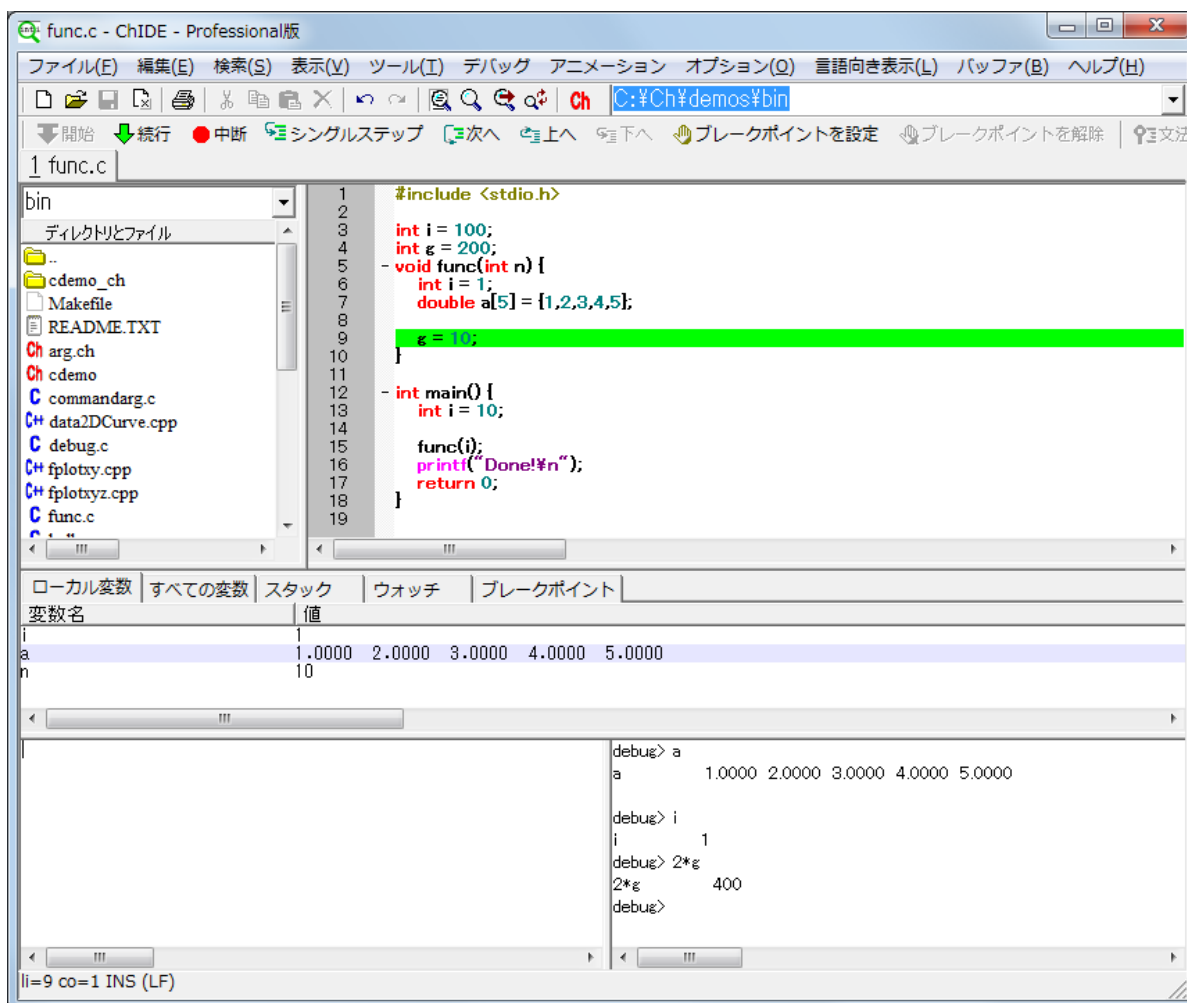 func.c - ChIDE - Professional版
ファイル(F) 編集(E) 検索(S) 表示(V) ツール(T) デバッグ アニメーション オプション(O) 言語向き表示(L) バッファ(B) ヘルプ(H)
Ch C:¥Ch¥demos¥bin
開始 続行 中断 シングルステップ 次へ 上へ 下へ ブレークポイントを設定 ブレークポイントを解除 文法
1 func.c
bin
ディレクトリとファイル
..
cdemo_ch
Makefile
README.TXT
Ch arg.ch
Ch cdemo
C commandarg.c
C++ data2DCurve.cpp
C debug.c
C++ fplotxy.cpp
C++ fplotxyz.cpp
C func.c
1 #include <stdio.h>
2
3 int i = 100;
4 int g = 200;
5 - void func(int n) {
6 int i = 1;
7 double a[5] = {1,2,3,4,5};
8
9 g = 10;
10 }
11
12 - int main() {
13 int i = 10;
14
15 func(i);
16 printf("Done!¥n");
17 return 0;
18 }
19
ローカル変数 すべての変数 スタック ウォッチ ブレークポイント
変数名 値
i 1
a 1.0000 2.0000 3.0000 4.0000 5.0000
n 10
debug> a
a 1.0000 2.0000 3.0000 4.0000 5.0000
debug> i
i 1
debug> 2*g
2*g 400
debug>
li=9 co=1 INS (LF)